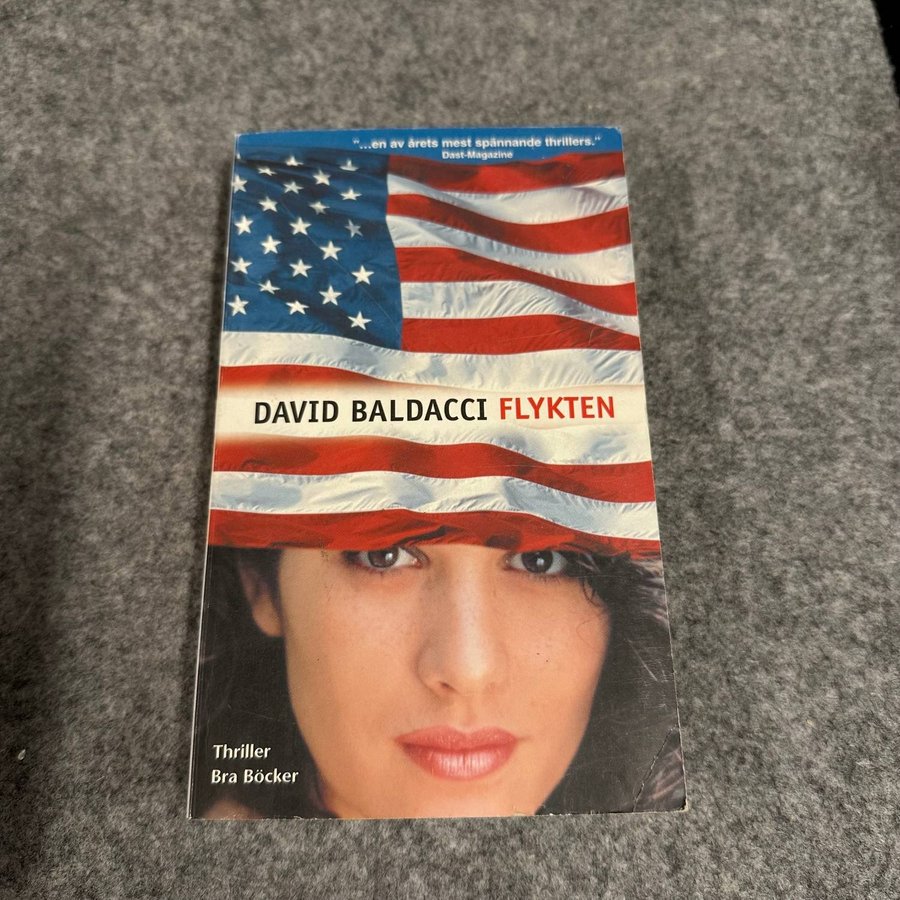 "...en av årets mest spännande thrillers."
Dast-Magazine
DAVID BALDACCI FLYKTEN
Thriller
Bra Böcker